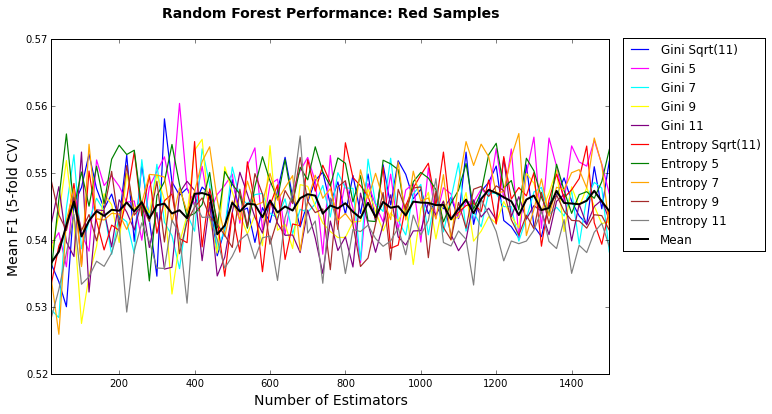 Random Forest Performance: Red Samples
0.57
0.56
0.55
0.54
0.53
0.52
Mean F1 (5-fold CV)
200
400
600
800
1000
1200
1400
Number of Estimators
Gini Sqrt(11)
Gini 5
Gini 7
Gini 9
Gini 11
Entropy Sqrt(11)
Entropy 5
Entropy 7
Entropy 9
Entropy 11
Mean